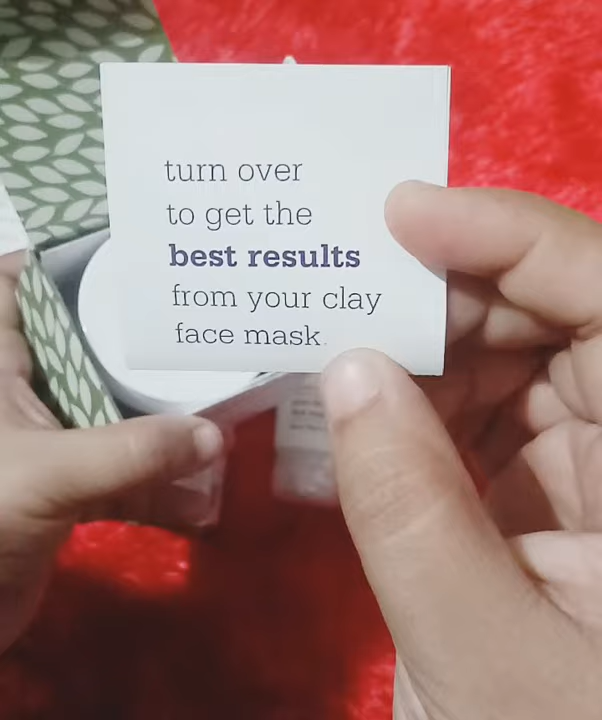 turn over
to get the
best results
from your clay
face mask.